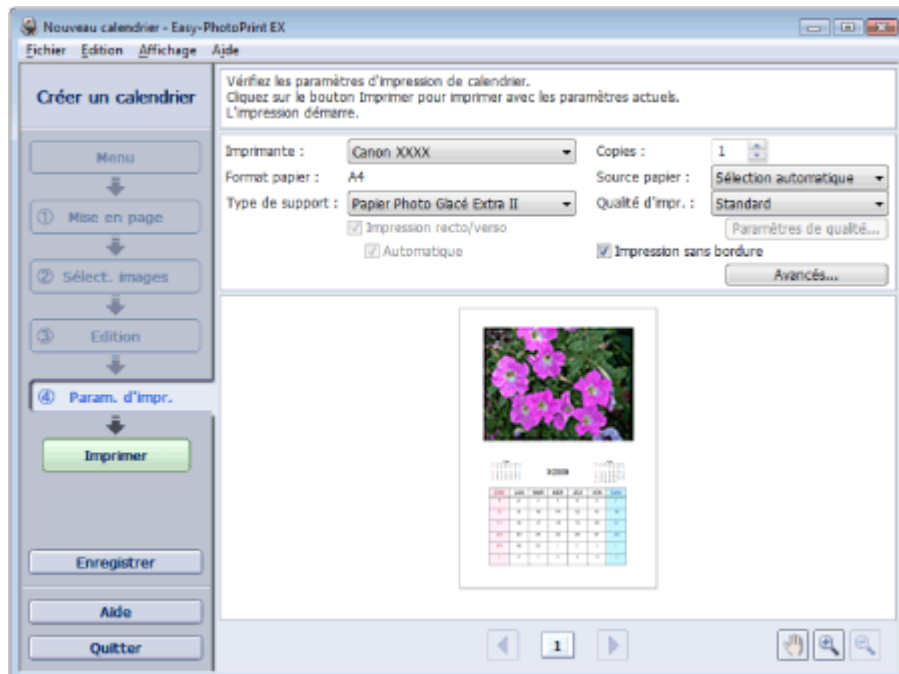 Nouveau calendrier - Easy-PhotoPrint EX
Fichier Edition Affichage Aide
Créer un calendrier
Menu
① Mise en page
② Sélect. images
③ Edition
④ Param. d'impr.
Imprimer
Enregistrer
Aide
Quitter
Vérifiez les paramètres d'impression de calendrier.
Cliquez sur le bouton Imprimer pour imprimer avec les paramètres actuels.
L'impression démarre.
Imprimante : Canon XXXX Copies : 1
Format papier : A4 Source papier : Sélection automatique
Type de support : Papier Photo Glacé Extra II Qualité d'impr. : Standard
Impression recto/verso Paramètres de qualité...
Automatique Impression sans bordure
Avancés...
1